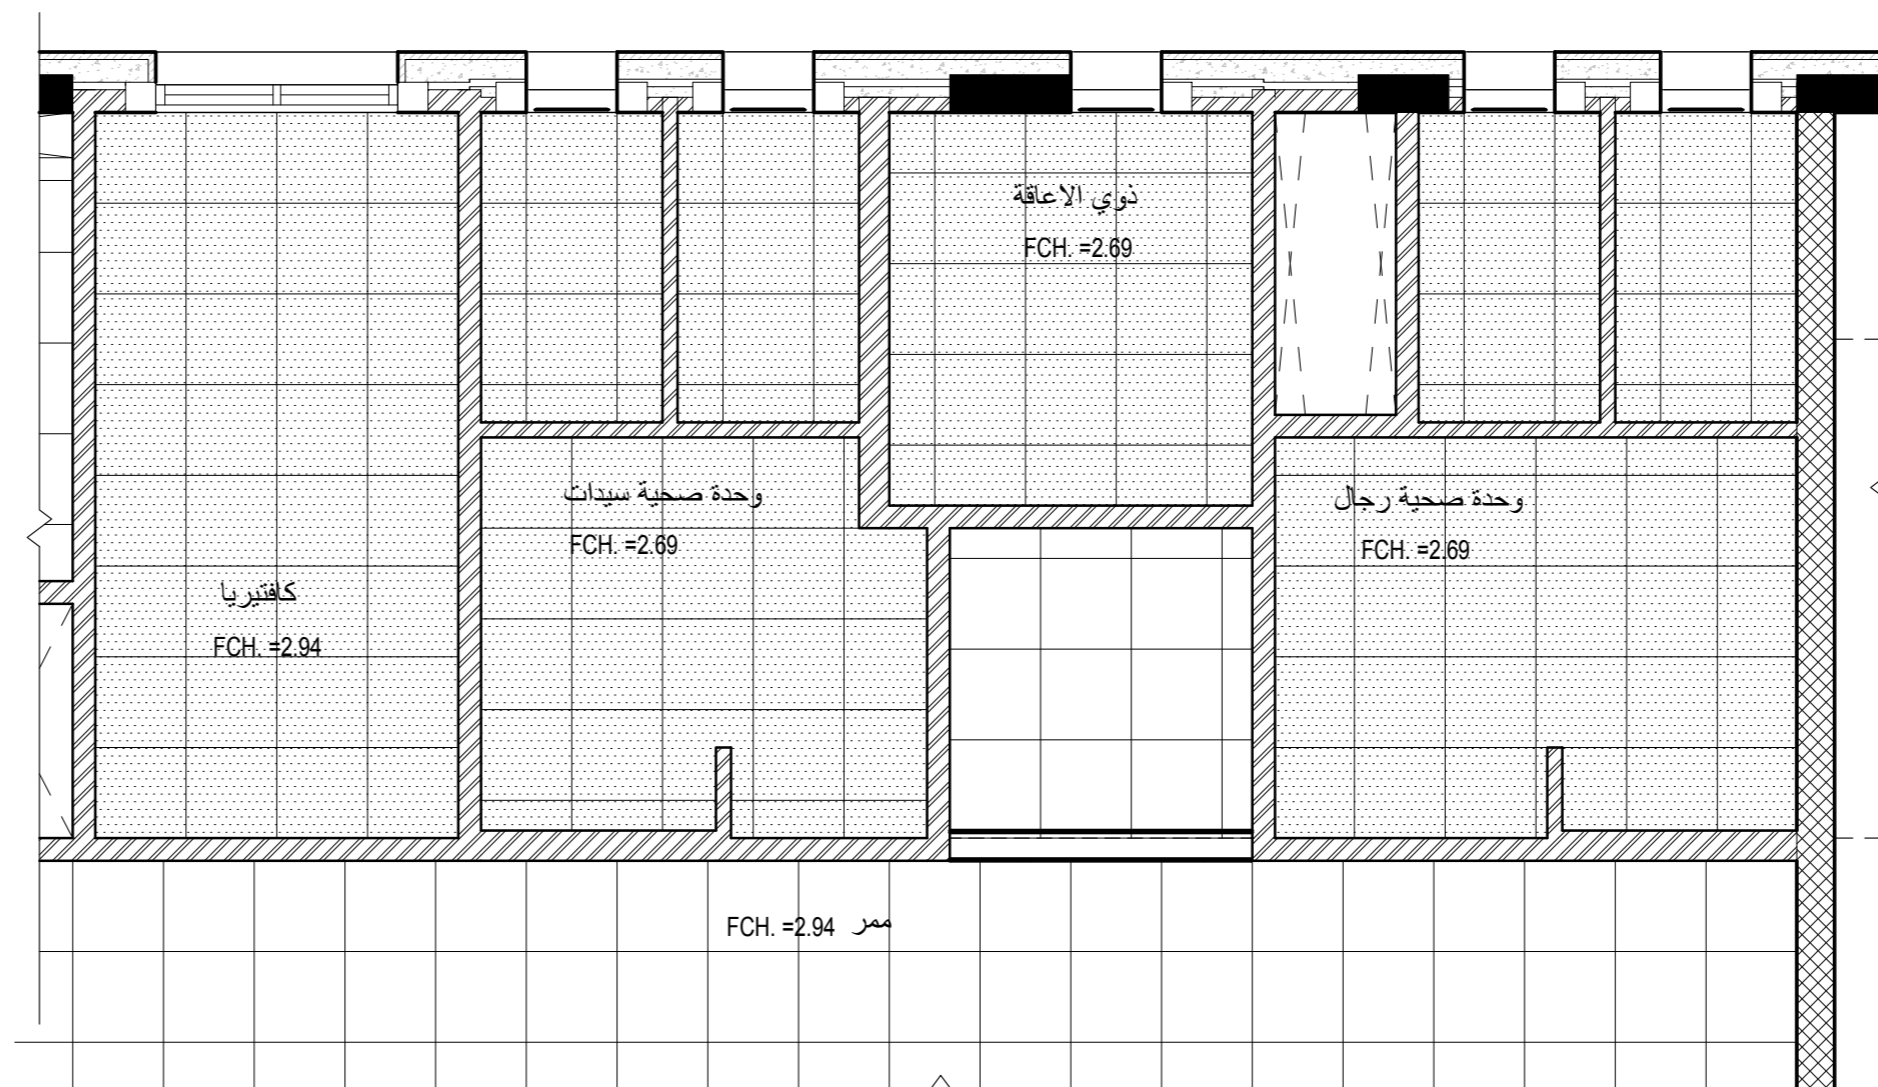 ذوي الاعاقة
FCH. =2.69
وحدة صحية رجال
FCH. =2.69
وحدة صحية سيدات
FCH. =2.69
كافتيريا
FCH. =2.94
ممر FCH. =2.94